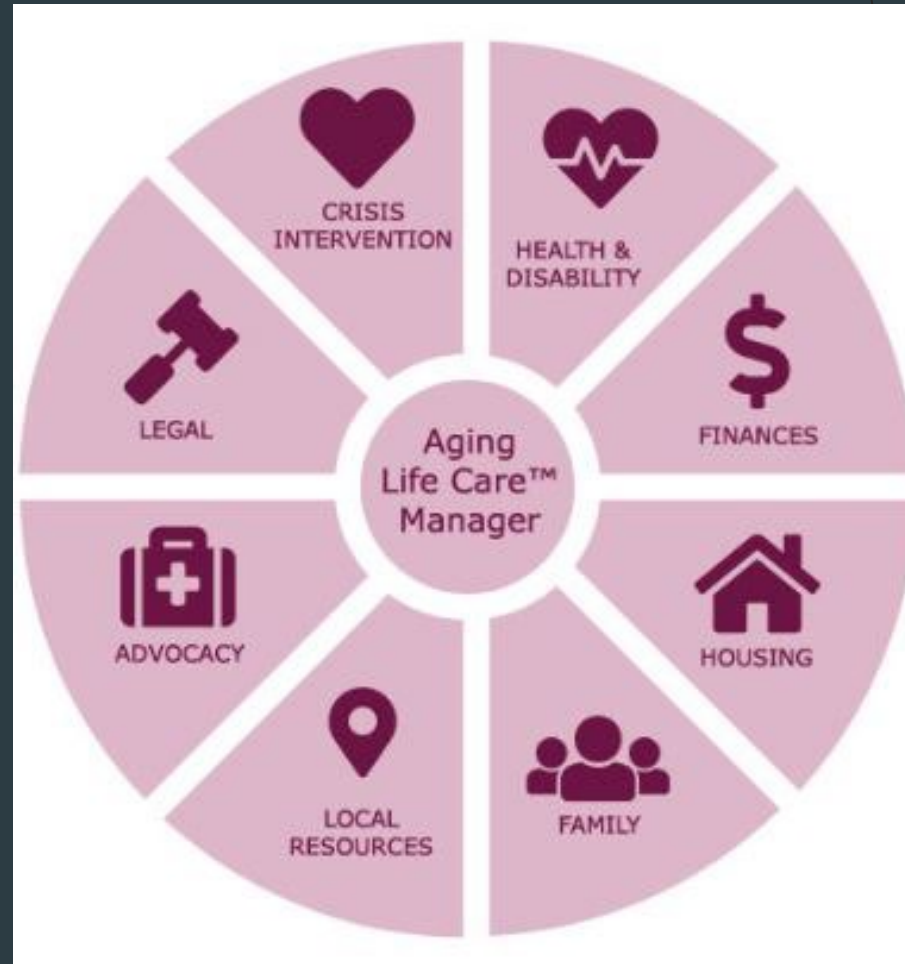 CRISIS
INTERVENTION
HEALTH &
DISABILITY
FINANCES
HOUSING
FAMILY
LOCAL
RESOURCES
ADVOCACY
LEGAL
Aging
Life Care™
Manager